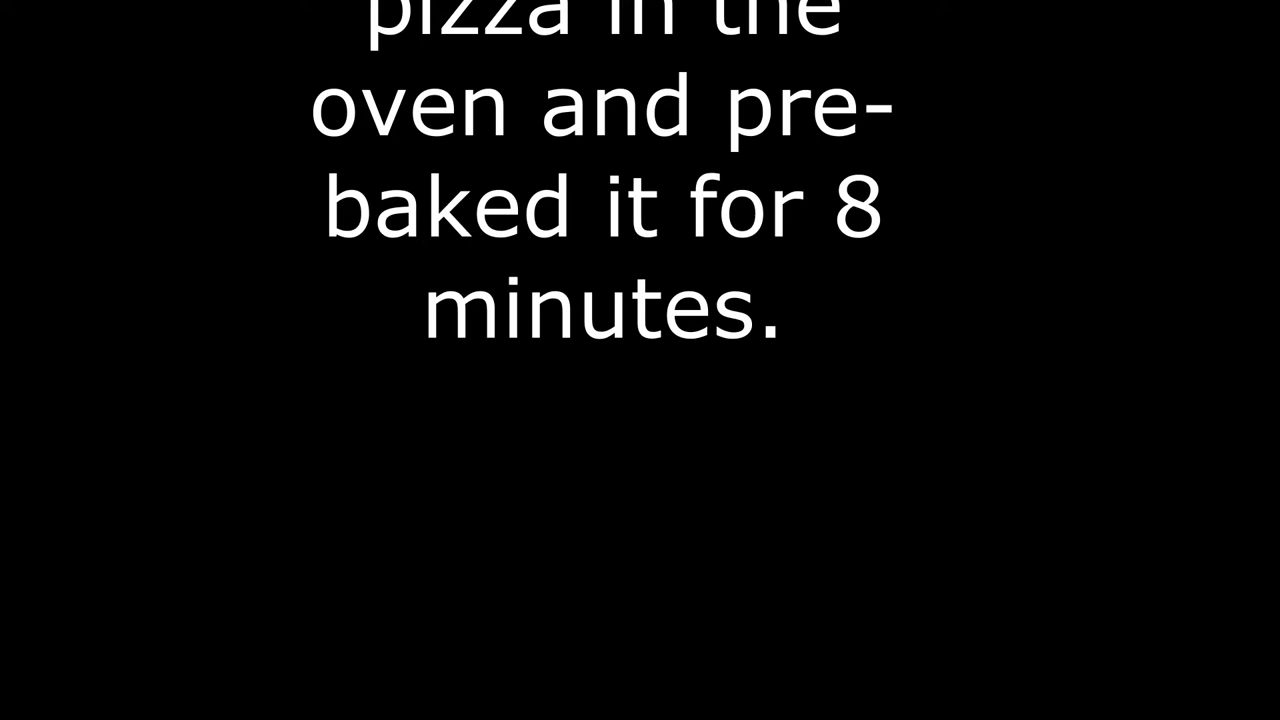 pizza in the
oven and pre-
baked it for 8
minutes.